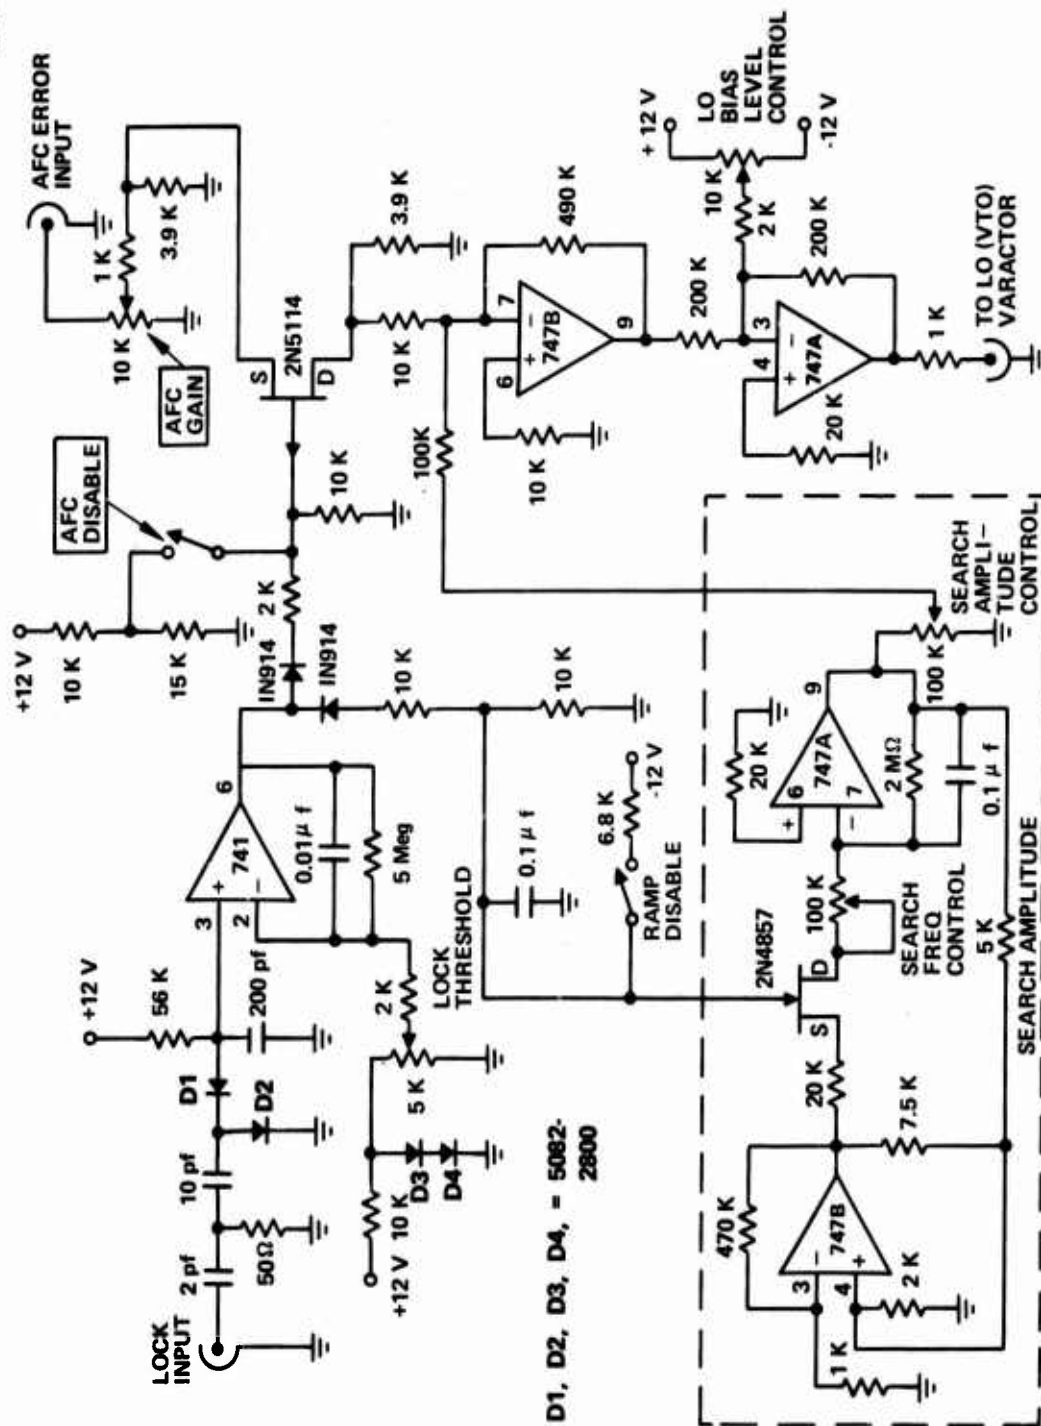 LOCK
INPUT
2 pf
50Ω
10 pf
D1
D2
+12 V
56 K
200 pf
3
2
+
−
741
6
0.01μ f
5 Meg
2 K
LOCK
THRESHOLD
5 K
+12 V
10 K
D3
D4
D1, D2, D3, D4, = 5082-
2800
+12 V
10 K
15 K
AFC
DISABLE
IN914
IN914
2 K
10 K
10 K
10 K
0.1 μ f
6.8 K
-12 V
RAMP
DISABLE
AFC ERROR
INPUT
10 K
AFC
GAIN
1 K
3.9 K
S
D
2N5114
3.9 K
10 K
100K
6
7
+
−
747B
9
490 K
10 K
200 K
+ 12 V
LO
BIAS
LEVEL
CONTROL
-12 V
10 K
2 K
200 K
4
3
+
−
747A
20 K
1 K
TO LO (VTO)
VARACTOR
470 K
3
4
−
+
747B
1 K
2 K
20 K
7.5 K
2N4857
S
D
100 K
SEARCH
FREQ
CONTROL
20 K
6
7
+
−
747A
9
2 MΩ
0.1 μ f
100 K
SEARCH
AMPLI-
TUDE
CONTROL
5 K
SEARCH AMPLITUDE